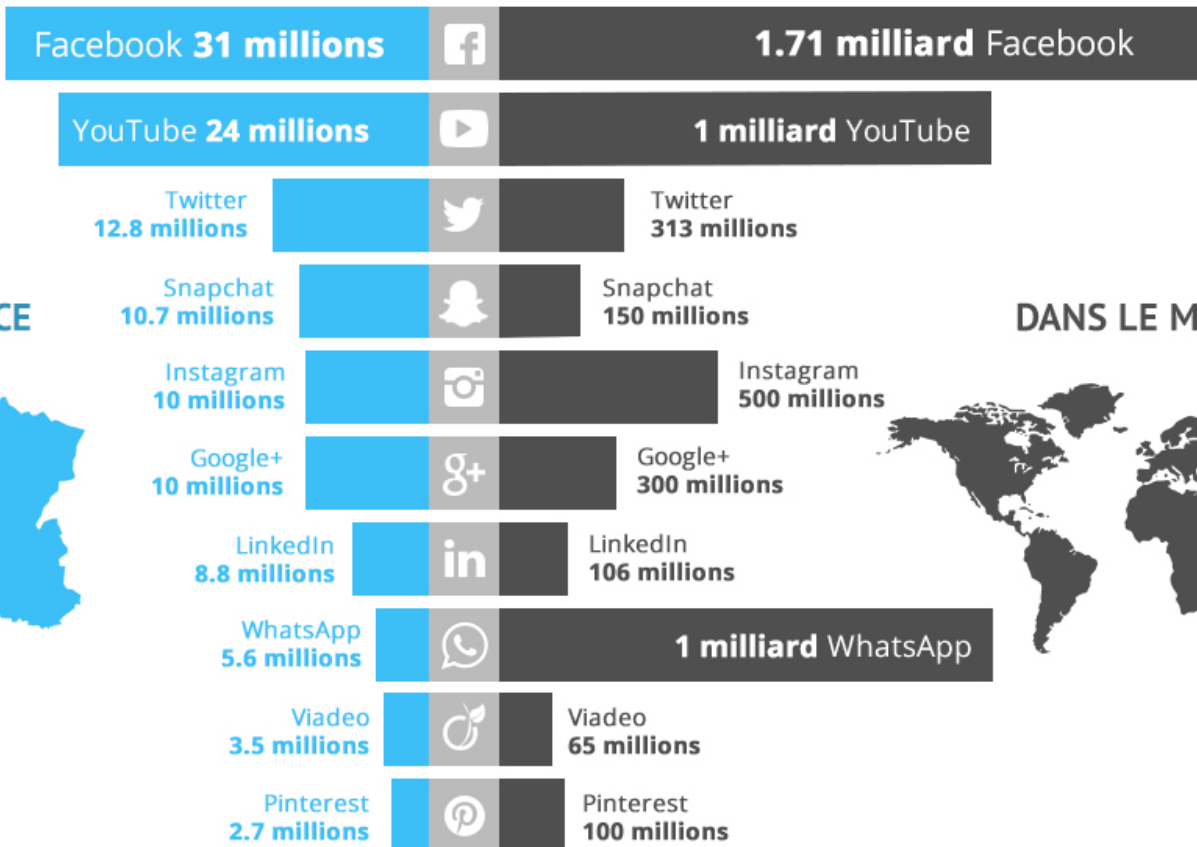 Facebook 31 millions
1.71 milliard Facebook
YouTube 24 millions
1 milliard YouTube
Twitter
12.8 millions
Twitter
313 millions
Snapchat
10.7 millions
Snapchat
150 millions
CE
DANS LE M
Instagram
10 millions
Instagram
500 millions
Google+
10 millions
g+
Google+
300 millions
LinkedIn
8.8 millions
in
LinkedIn
106 millions
WhatsApp
5.6 millions
1 milliard WhatsApp
Viadeo
3.5 millions
Viadeo
65 millions
Pinterest
2.7 millions
Pinterest
100 millions